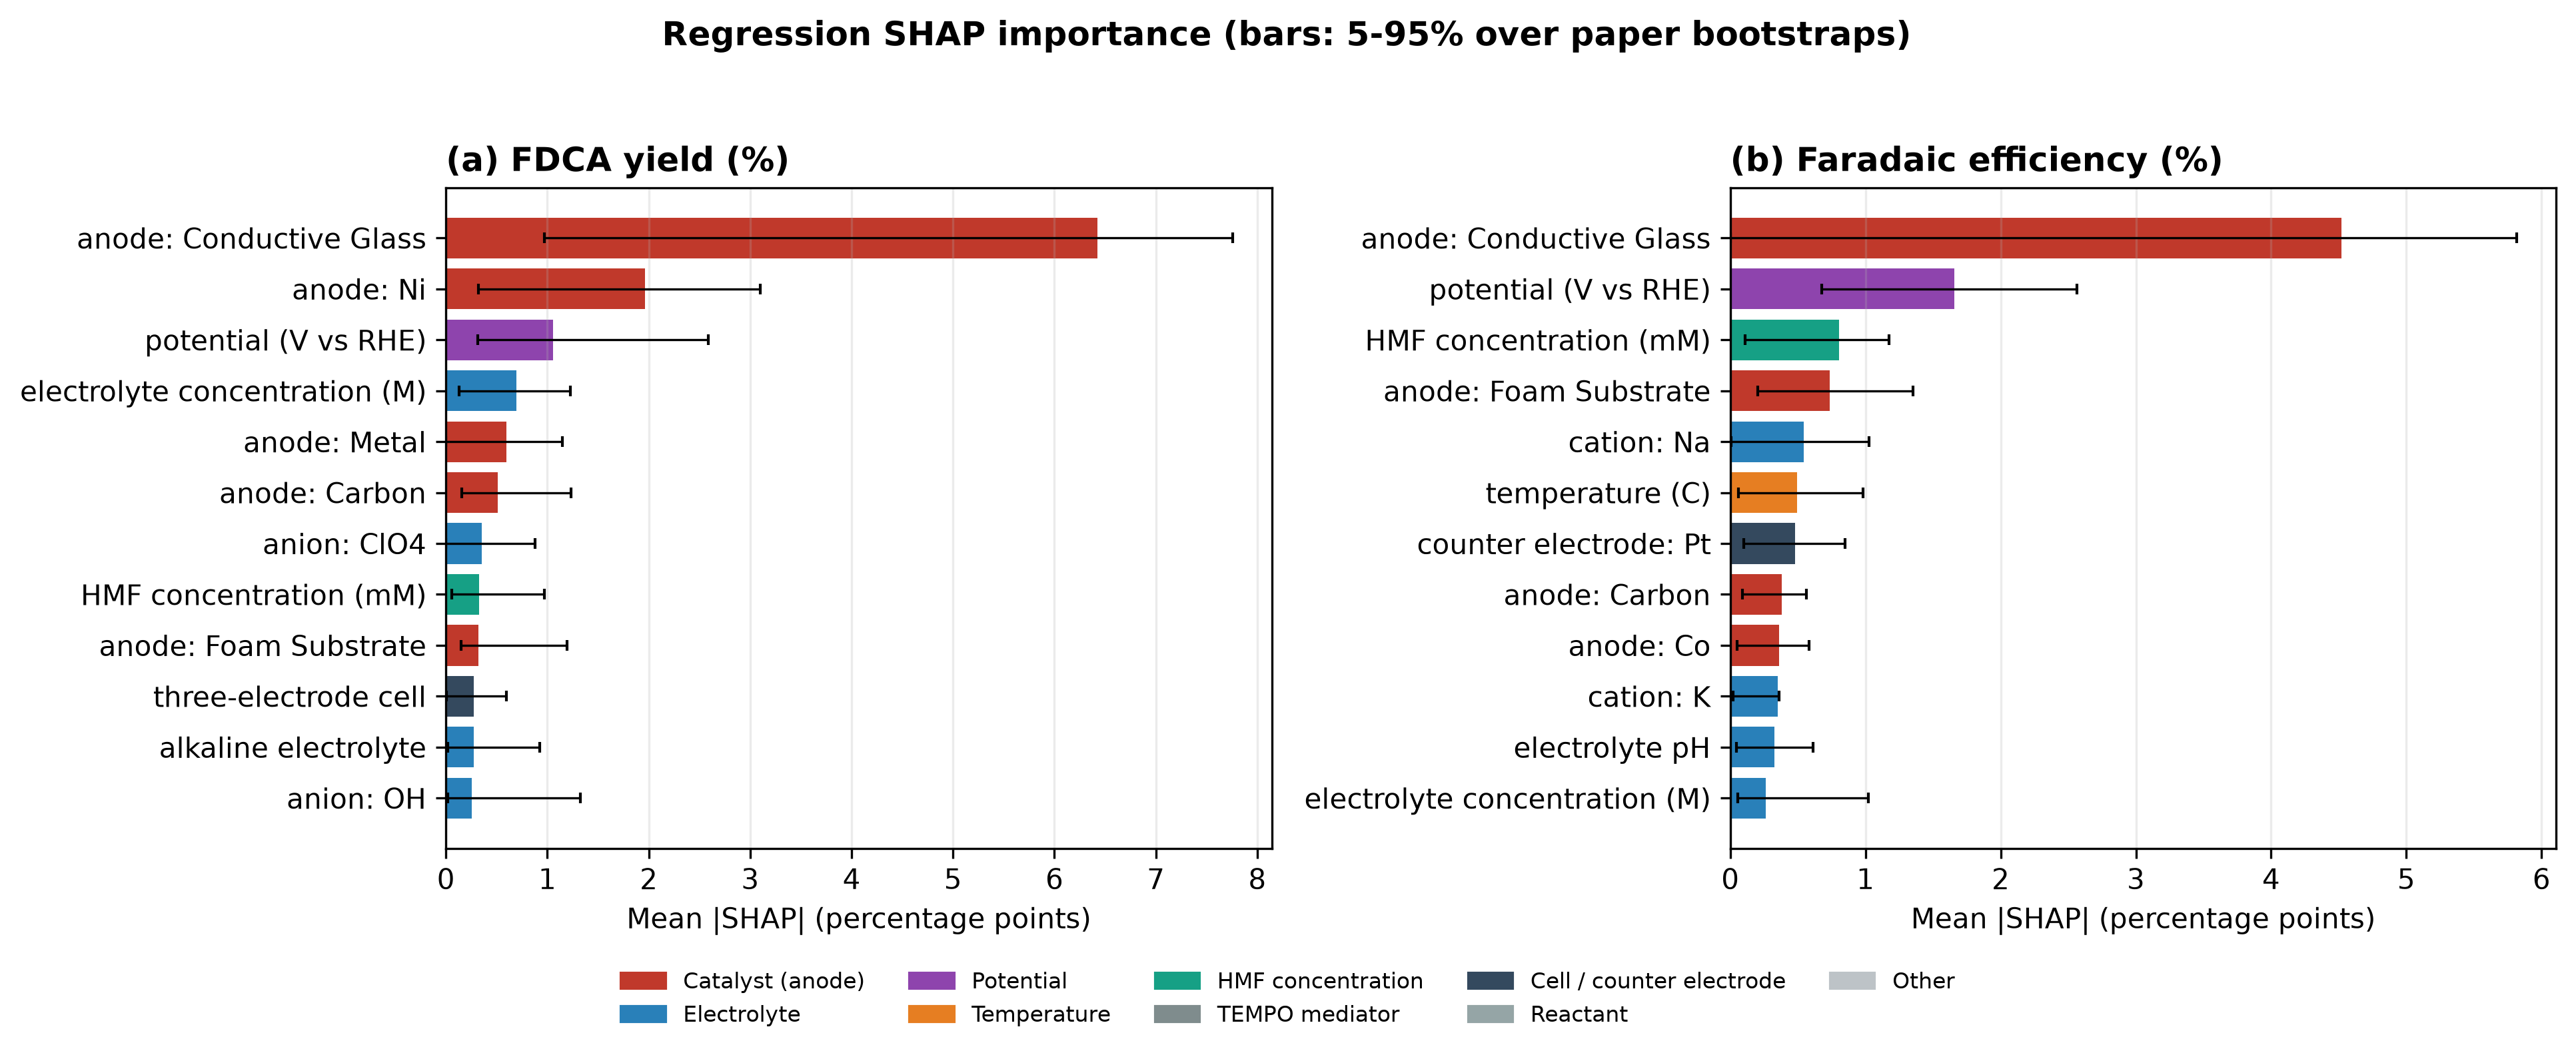 Regression SHAP importance (bars: 5-95% over paper bootstraps)
(a) FDCA yield (%)
anode: Conductive Glass
anode: Ni
potential (V vs RHE)
electrolyte concentration (M)
anode: Metal
anode: Carbon
anion: ClO4
HMF concentration (mM)
anode: Foam Substrate
three-electrode cell
alkaline electrolyte
anion: OH
0 1 2 3 4 5 6 7 8
Mean |SHAP| (percentage points)
(b) Faradaic efficiency (%)
anode: Conductive Glass
potential (V vs RHE)
HMF concentration (mM)
anode: Foam Substrate
cation: Na
temperature (C)
counter electrode: Pt
anode: Carbon
anode: Co
cation: K
electrolyte pH
electrolyte concentration (M)
0 1 2 3 4 5 6
Mean |SHAP| (percentage points)
Catalyst (anode) Potential HMF concentration Cell / counter electrode Other
Electrolyte Temperature TEMPO mediator Reactant